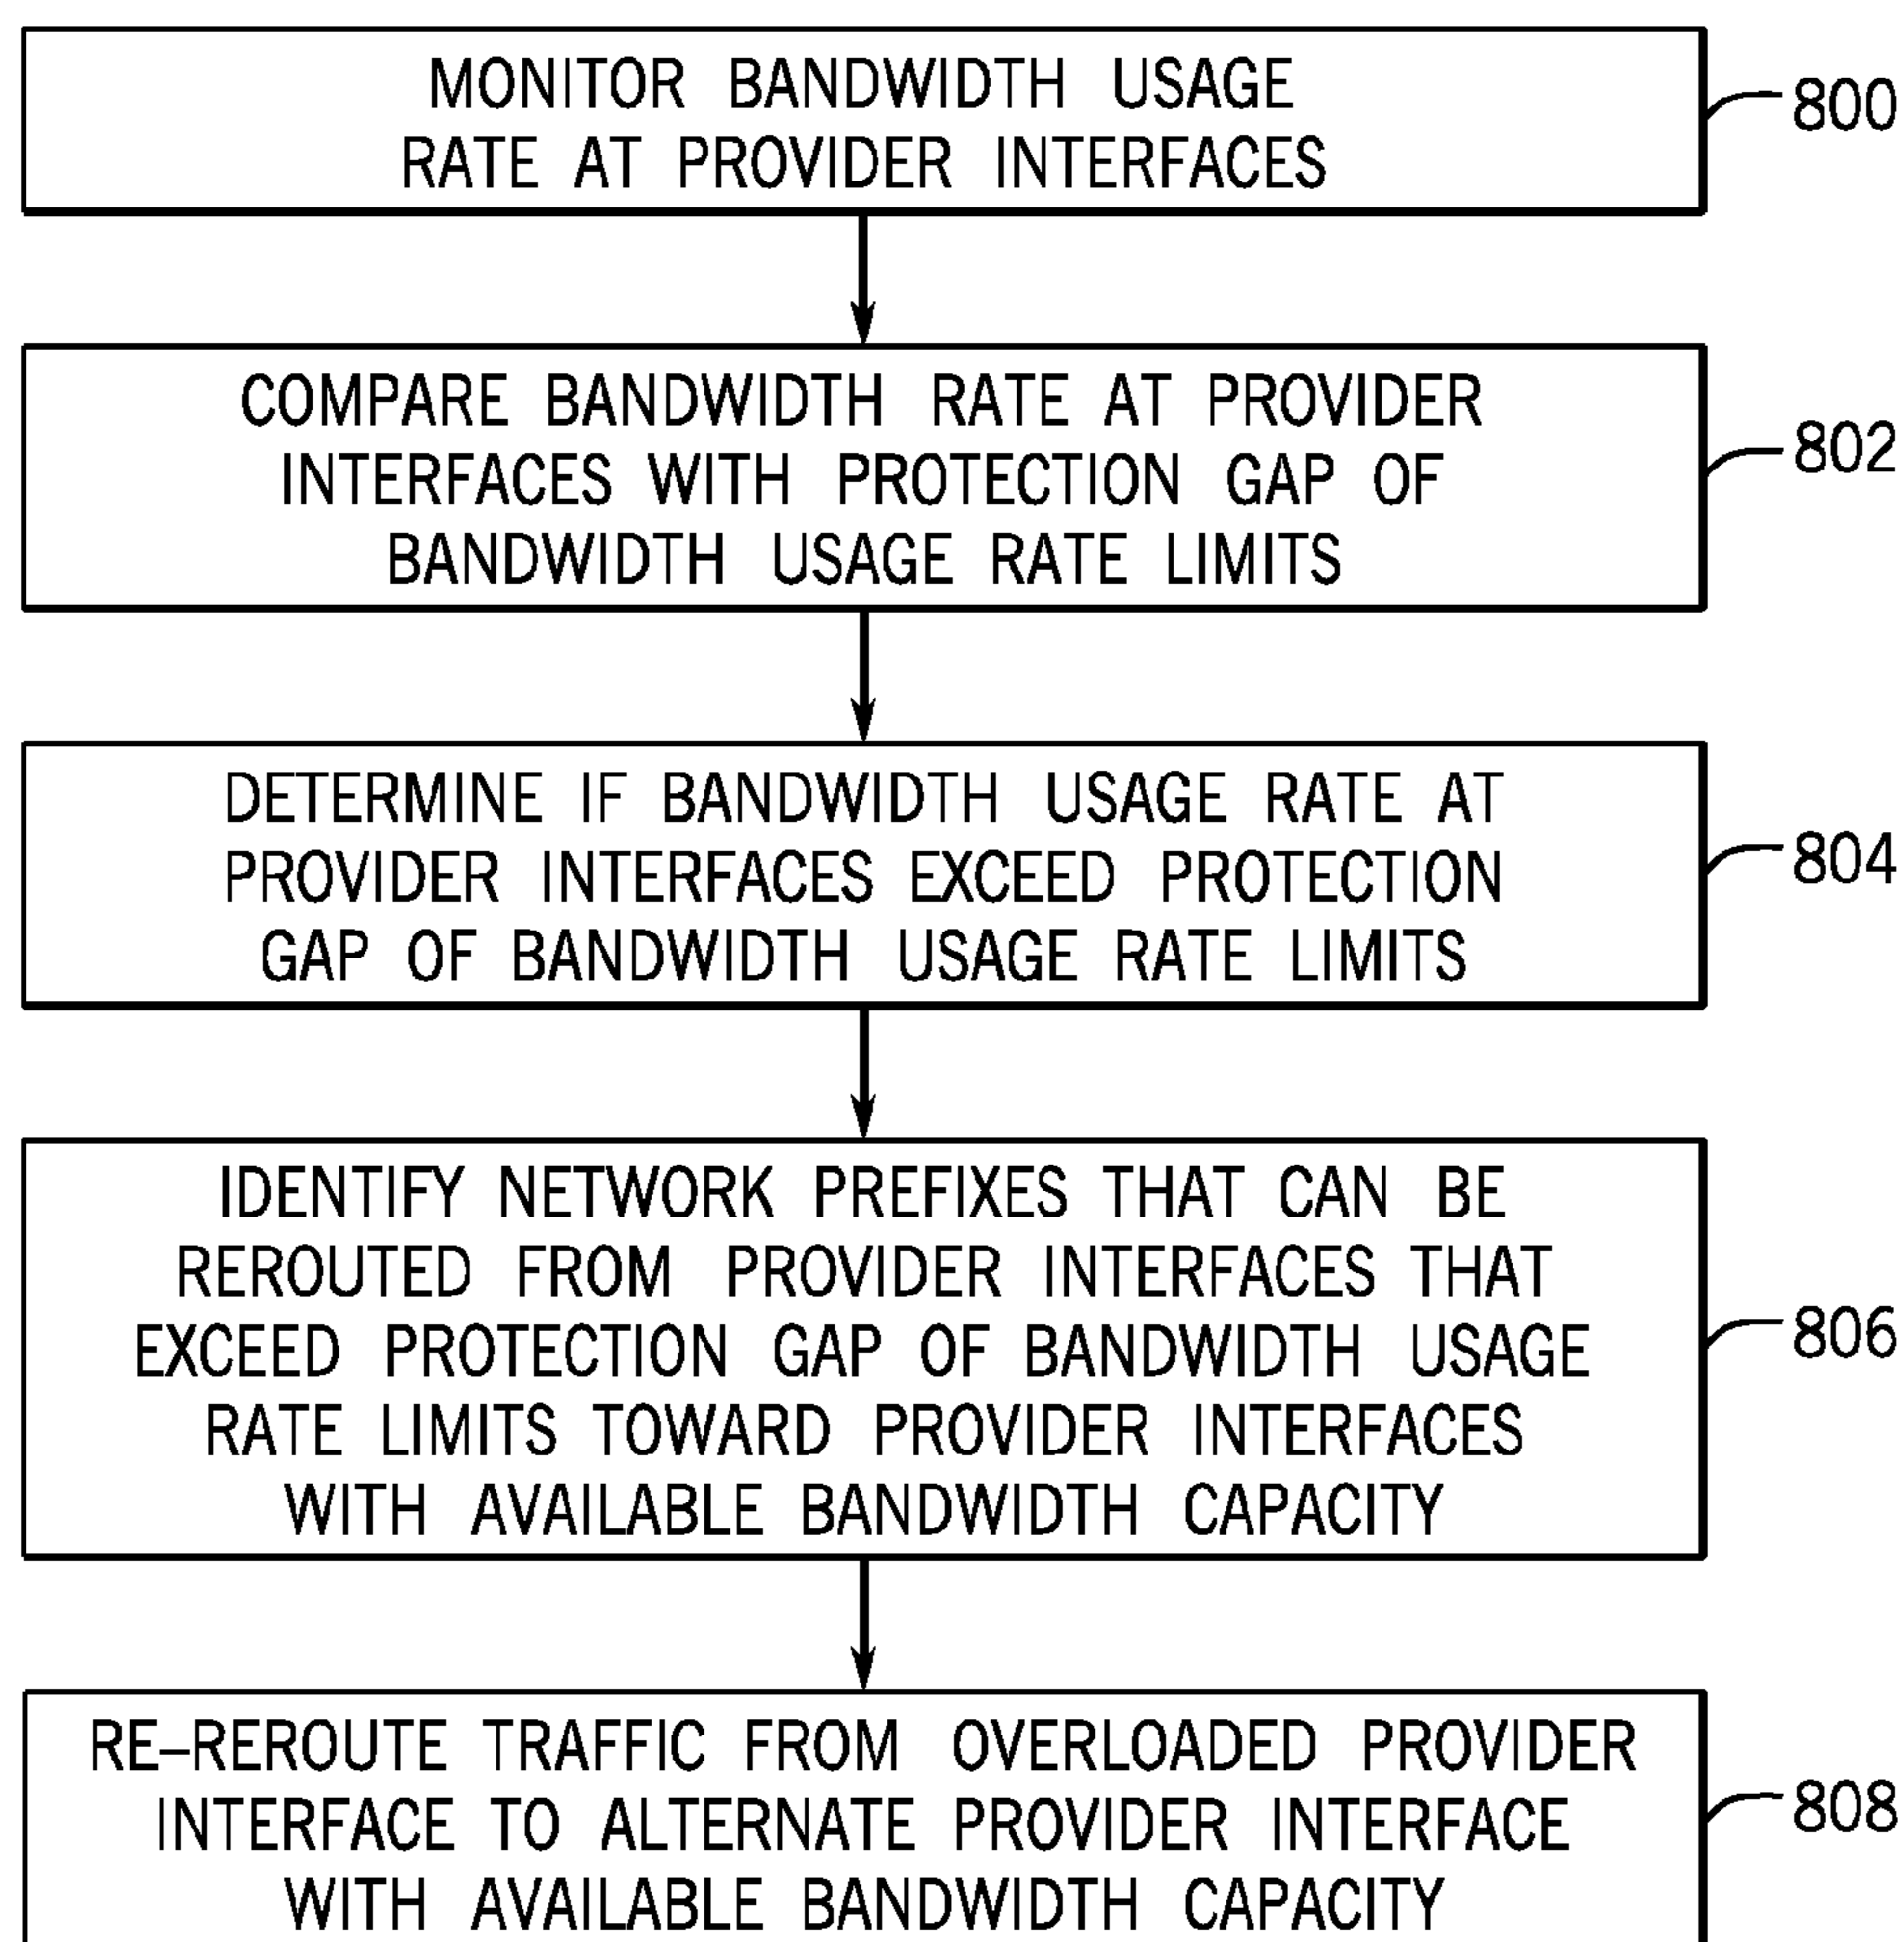 MONITOR BANDWIDTH USAGE
RATE AT PROVIDER INTERFACES
800
COMPARE BANDWIDTH RATE AT PROVIDER
INTERFACES WITH PROTECTION GAP OF
BANDWIDTH USAGE RATE LIMITS
802
DETERMINE IF BANDWIDTH USAGE RATE AT
PROVIDER INTERFACES EXCEED PROTECTION
GAP OF BANDWIDTH USAGE RATE LIMITS
804
IDENTIFY NETWORK PREFIXES THAT CAN BE
REROUTED FROM PROVIDER INTERFACES THAT
EXCEED PROTECTION GAP OF BANDWIDTH USAGE
RATE LIMITS TOWARD PROVIDER INTERFACES
WITH AVAILABLE BANDWIDTH CAPACITY
806
RE-REROUTE TRAFFIC FROM OVERLOADED PROVIDER
INTERFACE TO ALTERNATE PROVIDER INTERFACE
WITH AVAILABLE BANDWIDTH CAPACITY
808